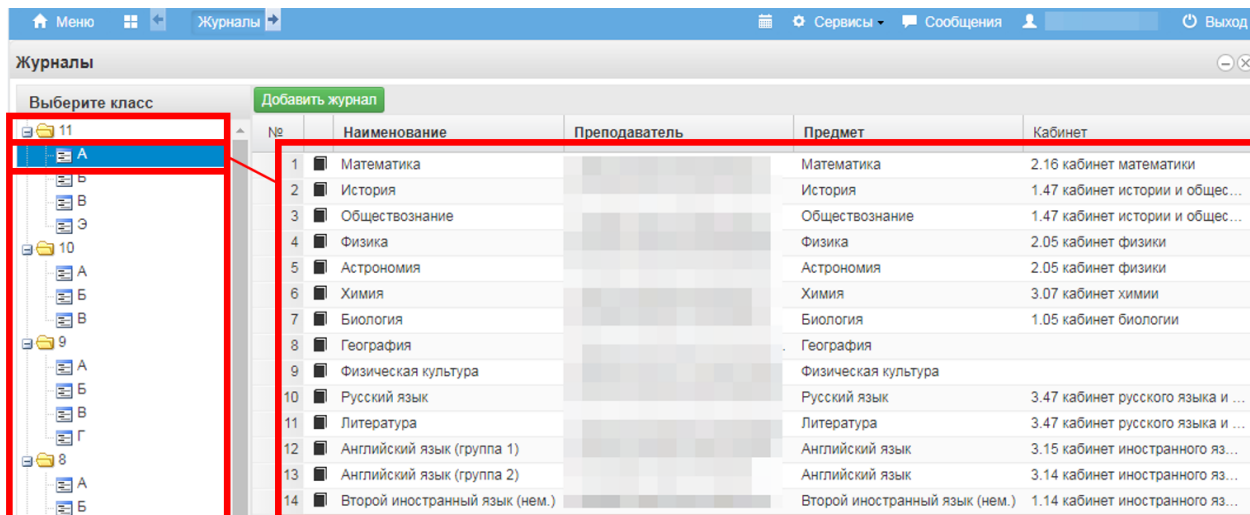 Меню Журналы Сервисы Сообщения Выход
Журналы
Выберите класс Добавить журнал
11 № Наименование Преподаватель Предмет Кабинет
А 1 Математика Математика 2.16 кабинет математики
Б 2 История История 1.47 кабинет истории и общес...
В 3 Обществознание Обществознание 1.47 кабинет истории и общес...
Э 4 Физика Физика 2.05 кабинет физики
10 5 Астрономия Астрономия 2.05 кабинет физики
А 6 Химия Химия 3.07 кабинет химии
Б 7 Биология Биология 1.05 кабинет биологии
В 8 География География
9 9 Физическая культура Физическая культура
А 10 Русский язык Русский язык 3.47 кабинет русского языка и ...
Б 11 Литература Литература 3.47 кабинет русского языка и ...
В 12 Английский язык (группа 1) Английский язык 3.15 кабинет иностранного яз...
Г 13 Английский язык (группа 2) Английский язык 3.14 кабинет иностранного яз...
8 14 Второй иностранный язык (нем.) Второй иностранный язык (нем.) 1.14 кабинет иностранного яз...
А
Б